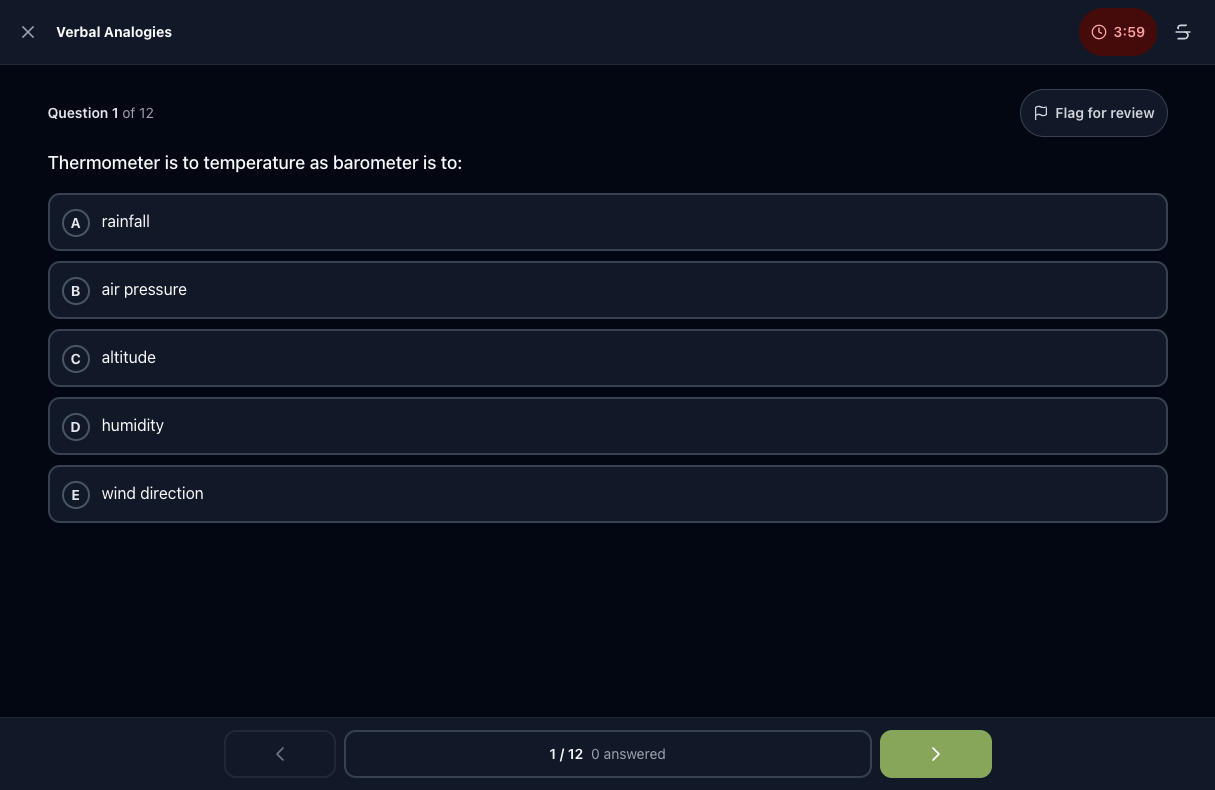 Verbal Analogies
3:59
Question 1 of 12
Flag for review
Thermometer is to temperature as barometer is to:
A rainfall
B air pressure
C altitude
D humidity
E wind direction
1 / 12 0 answered